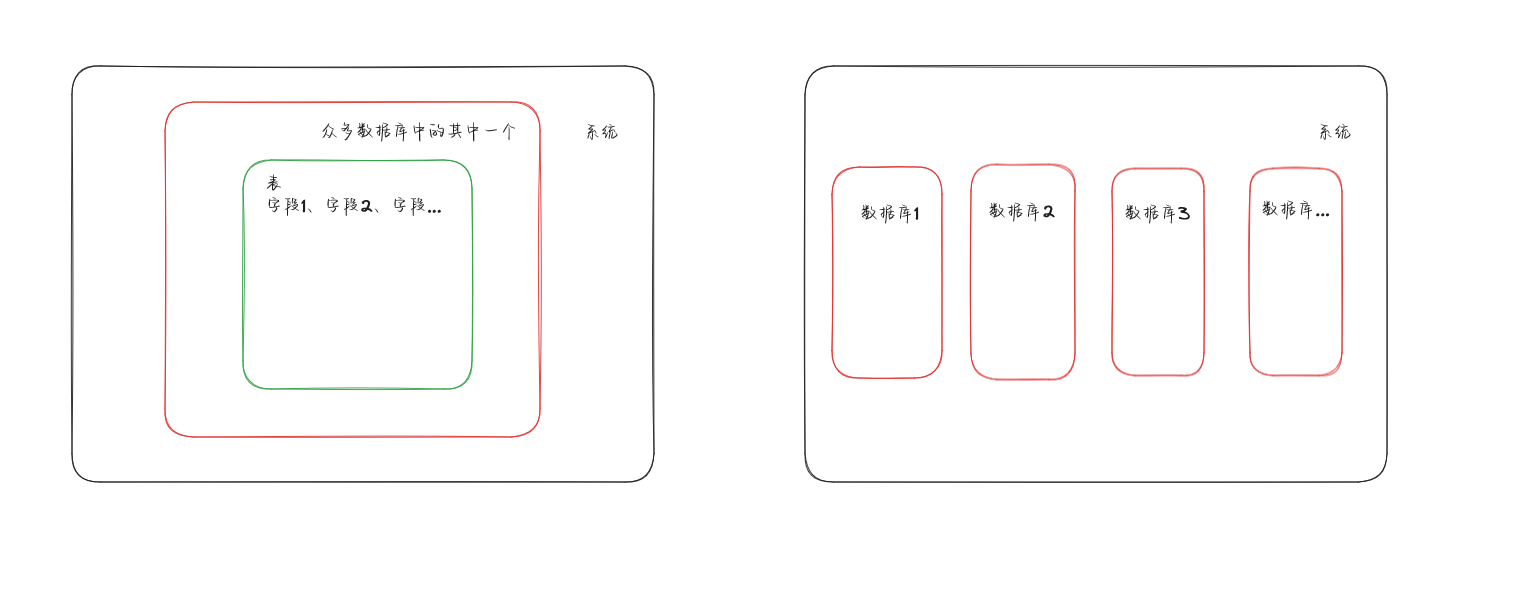 众多数据库中的其中一个
系统
表
字段1、字段2、字段...
系统
数据库1
数据库2
数据库3
数据库...